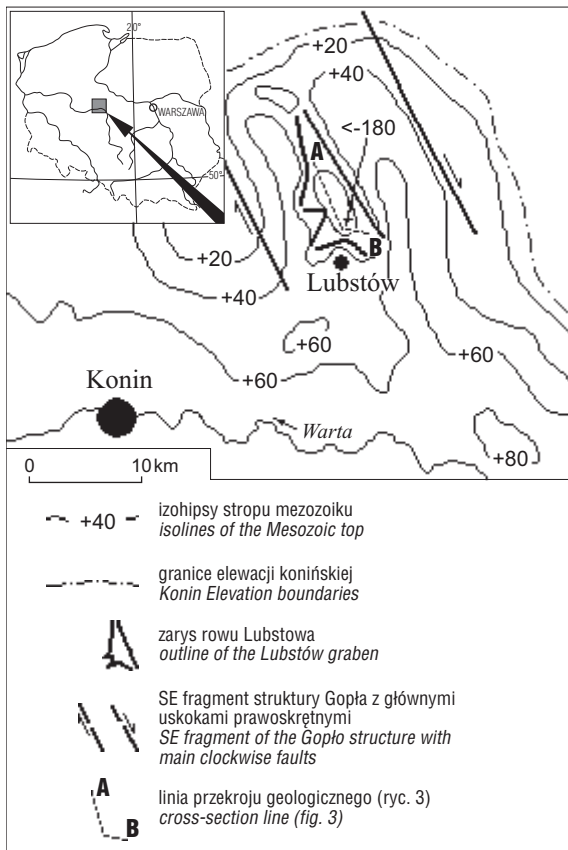 20°
WARSZAWA
50°
+20
+40
<-180
A
B
Lubstów
+20
+40
+60
+60
+60
Konin
Warta
+80
0 10 km
+40 izohipsy stropu mezozoiku
isolines of the Mesozoic top
granice elewacji konińskiej
Konin Elevation boundaries
zarys rowu Lubstowa
outline of the Lubstów graben
SE fragment struktury Gopła z głównymi
uskokami prawoskrętnymi
SE fragment of the Gopło structure with
main clockwise faults
A
B
linia przekroju geologicznego (ryc. 3)
cross-section line (fig. 3)